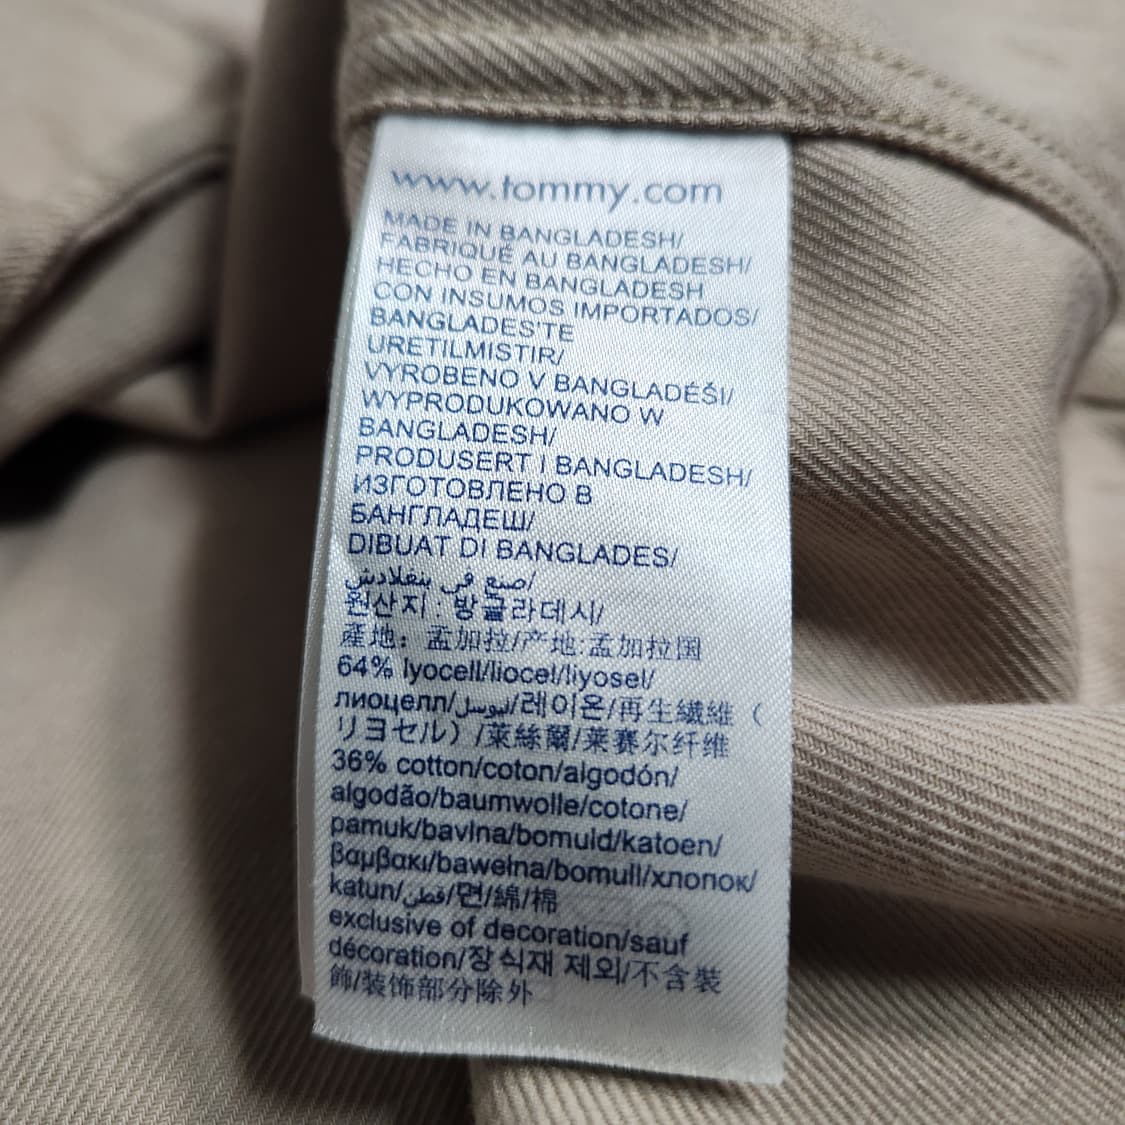 www.tommy.com
MADE IN BANGLADESH/
FABRIQUÉ AU BANGLADESH/
HECHO EN BANGLADESH
CON INSUMOS IMPORTADOS/
BANGLADES'TE
URETILMISTIR/
VYROBENO V BANGLADÉŠI/
WYPRODUKOWANO W
BANGLADESH/
PRODUSERT I BANGLADESH/
ИЗГОТОВЛЕНО В
БАНГЛАДЕШ/
DIBUAT DI BANGLADES/
صنع في بنغلادش/
원산지 : 방글라데시/
產地: 孟加拉/产地:孟加拉国
64% lyocell/liocel/liyosel/
лиоцелл/ليوسل/레이온/再生繊維（
リヨセル）/萊絲爾/莱赛尔纤维
36% cotton/coton/algodón/
algodão/baumwolle/cotone/
pamuk/bavlna/bomuld/katoen/
βαμβακι/bawełna/bomull/хлопок/
katun/قطن/면/綿/棉
exclusive of decoration/sauf
décoration/장식재 제외/不含裝
飾/装饰部分除外